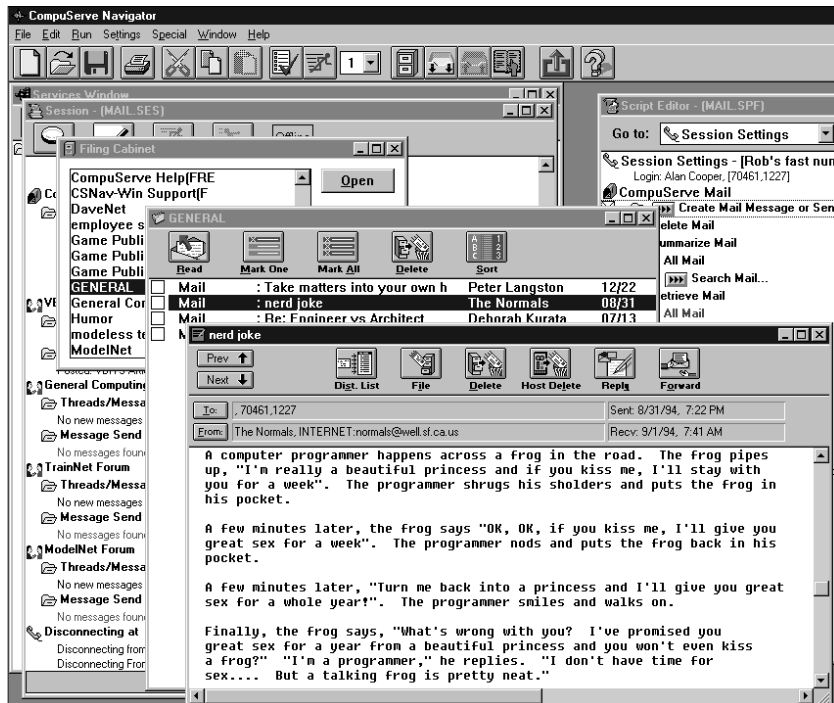 CompuServe Navigator
File Edit Run Settings Special Window Help
1
Services Window
Session - (MAIL.SES)
Offline
Filing Cabinet
CompuServe Help(FRE
CSNav-Win Support(F
DaveNet
employee s
Game Publi
Game Publi
Game Publi
GENERAL
General Cor
Humor
modeless te
ModelNet
Open
Script Editor - (MAIL.SPF)
Go to: Session Settings
Session Settings - [Rob's fast num
Login: Alan Cooper, [70461,1227]
CompuServe Mail
Create Mail Message or Sen
elete Mail
ummarize Mail
All Mail
Search Mail...
etrieve Mail
All Mail
GENERAL
Read Mark One Mark All Delete Sort
Mail : Take matters into your own h Peter Langston 12/22
Mail : nerd joke The Normals 08/31
Mail : Re: Engineer vs Architect Deborah Kurata 07/13
General Computing
Threads/Messa
No new messages
Message Send
No messages foun
TrainNet Forum
Threads/Messa
No new messages
Message Send
No messages foun
ModelNet Forum
Threads/Messa
No new messages
Message Send
No messages foun
Disconnecting at
Disconnecting from
Disconnecting From
nerd joke
Prev
Next
Dist. List File Delete Host Delete Reply Forward
To: , 70461,1227 Sent: 8/31/94, 7:22 PM
From: The Normals, INTERNET:normals@well.sf.ca.us Recv: 9/1/94, 7:41 AM
A computer programmer happens across a frog in the road. The frog pipes
up, "I'm really a beautiful princess and if you kiss me, I'll stay with
you for a week". The programmer shrugs his sholders and puts the frog in
his pocket.
A few minutes later, the frog says "OK, OK, if you kiss me, I'll give you
great sex for a week". The programmer nods and puts the frog back in his
pocket.
A few minutes later, "Turn me back into a princess and I'll give you great
sex for a whole year!". The programmer smiles and walks on.
Finally, the frog says, "What's wrong with you? I've promised you
great sex for a year from a beautiful princess and you won't even kiss
a frog?" "I'm a programmer," he replies. "I don't have time for
sex.... But a talking frog is pretty neat."